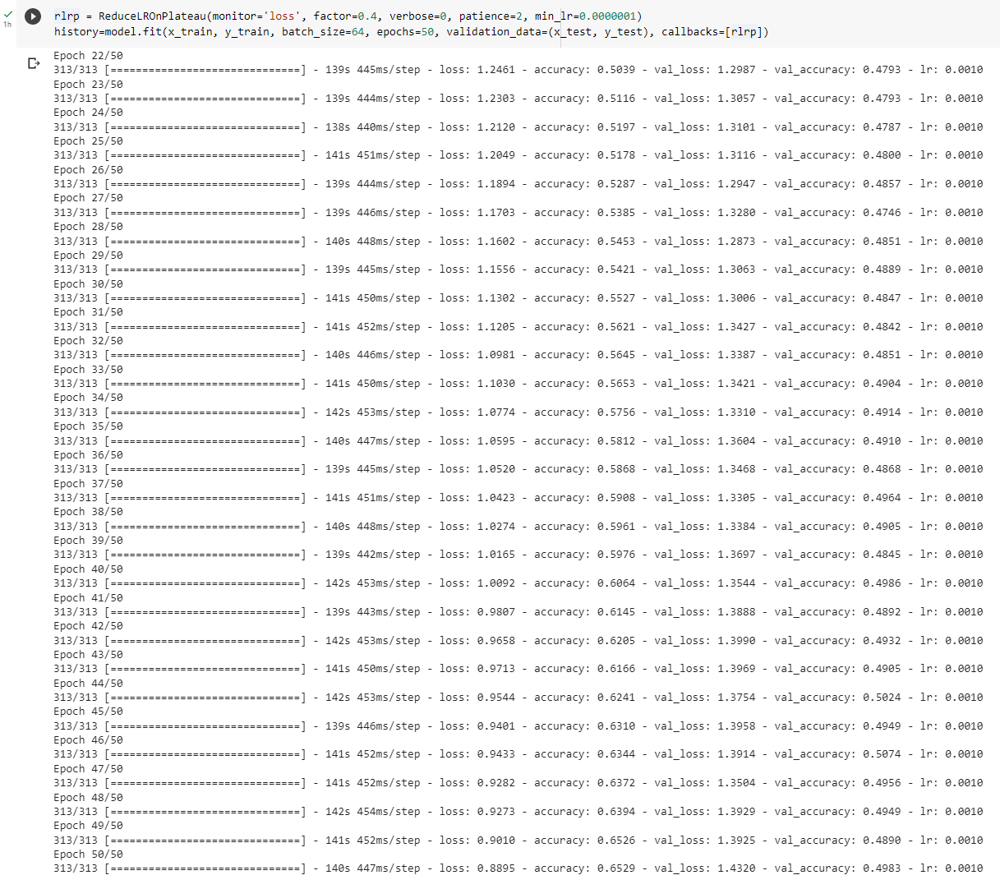 rlrp = ReduceLROnPlateau(monitor='loss', factor=0.4, verbose=0, patience=2, min_lr=0.0000001)
1h
history=model.fit(x_train, y_train, batch_size=64, epochs=50, validation_data=(x_test, y_test), callbacks=[rlrp])
Epoch 22/50
313/313 [==============================] - 139s 445ms/step - loss: 1.2461 - accuracy: 0.5039 - val_loss: 1.2987 - val_accuracy: 0.4793 - lr: 0.0010
Epoch 23/50
313/313 [==============================] - 139s 444ms/step - loss: 1.2303 - accuracy: 0.5116 - val_loss: 1.3057 - val_accuracy: 0.4793 - lr: 0.0010
Epoch 24/50
313/313 [==============================] - 138s 440ms/step - loss: 1.2120 - accuracy: 0.5197 - val_loss: 1.3101 - val_accuracy: 0.4787 - lr: 0.0010
Epoch 25/50
313/313 [==============================] - 141s 451ms/step - loss: 1.2049 - accuracy: 0.5178 - val_loss: 1.3116 - val_accuracy: 0.4800 - lr: 0.0010
Epoch 26/50
313/313 [==============================] - 139s 444ms/step - loss: 1.1894 - accuracy: 0.5287 - val_loss: 1.2947 - val_accuracy: 0.4857 - lr: 0.0010
Epoch 27/50
313/313 [==============================] - 139s 446ms/step - loss: 1.1703 - accuracy: 0.5385 - val_loss: 1.3280 - val_accuracy: 0.4746 - lr: 0.0010
Epoch 28/50
313/313 [==============================] - 140s 448ms/step - loss: 1.1602 - accuracy: 0.5453 - val_loss: 1.2873 - val_accuracy: 0.4851 - lr: 0.0010
Epoch 29/50
313/313 [==============================] - 139s 445ms/step - loss: 1.1556 - accuracy: 0.5421 - val_loss: 1.3063 - val_accuracy: 0.4889 - lr: 0.0010
Epoch 30/50
313/313 [==============================] - 141s 450ms/step - loss: 1.1302 - accuracy: 0.5527 - val_loss: 1.3006 - val_accuracy: 0.4847 - lr: 0.0010
Epoch 31/50
313/313 [==============================] - 141s 452ms/step - loss: 1.1205 - accuracy: 0.5621 - val_loss: 1.3427 - val_accuracy: 0.4842 - lr: 0.0010
Epoch 32/50
313/313 [==============================] - 140s 446ms/step - loss: 1.0981 - accuracy: 0.5645 - val_loss: 1.3387 - val_accuracy: 0.4851 - lr: 0.0010
Epoch 33/50
313/313 [==============================] - 141s 450ms/step - loss: 1.1030 - accuracy: 0.5653 - val_loss: 1.3421 - val_accuracy: 0.4904 - lr: 0.0010
Epoch 34/50
313/313 [==============================] - 142s 453ms/step - loss: 1.0774 - accuracy: 0.5756 - val_loss: 1.3310 - val_accuracy: 0.4914 - lr: 0.0010
Epoch 35/50
313/313 [==============================] - 140s 447ms/step - loss: 1.0595 - accuracy: 0.5812 - val_loss: 1.3604 - val_accuracy: 0.4910 - lr: 0.0010
Epoch 36/50
313/313 [==============================] - 139s 445ms/step - loss: 1.0520 - accuracy: 0.5868 - val_loss: 1.3468 - val_accuracy: 0.4868 - lr: 0.0010
Epoch 37/50
313/313 [==============================] - 141s 451ms/step - loss: 1.0423 - accuracy: 0.5908 - val_loss: 1.3305 - val_accuracy: 0.4964 - lr: 0.0010
Epoch 38/50
313/313 [==============================] - 140s 448ms/step - loss: 1.0274 - accuracy: 0.5961 - val_loss: 1.3384 - val_accuracy: 0.4905 - lr: 0.0010
Epoch 39/50
313/313 [==============================] - 139s 442ms/step - loss: 1.0165 - accuracy: 0.5976 - val_loss: 1.3697 - val_accuracy: 0.4845 - lr: 0.0010
Epoch 40/50
313/313 [==============================] - 142s 453ms/step - loss: 1.0092 - accuracy: 0.6064 - val_loss: 1.3544 - val_accuracy: 0.4986 - lr: 0.0010
Epoch 41/50
313/313 [==============================] - 139s 443ms/step - loss: 0.9807 - accuracy: 0.6145 - val_loss: 1.3888 - val_accuracy: 0.4892 - lr: 0.0010
Epoch 42/50
313/313 [==============================] - 142s 453ms/step - loss: 0.9658 - accuracy: 0.6205 - val_loss: 1.3990 - val_accuracy: 0.4932 - lr: 0.0010
Epoch 43/50
313/313 [==============================] - 141s 450ms/step - loss: 0.9713 - accuracy: 0.6166 - val_loss: 1.3969 - val_accuracy: 0.4905 - lr: 0.0010
Epoch 44/50
313/313 [==============================] - 142s 453ms/step - loss: 0.9544 - accuracy: 0.6241 - val_loss: 1.3754 - val_accuracy: 0.5024 - lr: 0.0010
Epoch 45/50
313/313 [==============================] - 139s 446ms/step - loss: 0.9401 - accuracy: 0.6310 - val_loss: 1.3958 - val_accuracy: 0.4949 - lr: 0.0010
Epoch 46/50
313/313 [==============================] - 141s 452ms/step - loss: 0.9433 - accuracy: 0.6344 - val_loss: 1.3914 - val_accuracy: 0.5074 - lr: 0.0010
Epoch 47/50
313/313 [==============================] - 141s 452ms/step - loss: 0.9282 - accuracy: 0.6372 - val_loss: 1.3504 - val_accuracy: 0.4956 - lr: 0.0010
Epoch 48/50
313/313 [==============================] - 142s 454ms/step - loss: 0.9273 - accuracy: 0.6394 - val_loss: 1.3929 - val_accuracy: 0.4949 - lr: 0.0010
Epoch 49/50
313/313 [==============================] - 141s 452ms/step - loss: 0.9010 - accuracy: 0.6526 - val_loss: 1.3925 - val_accuracy: 0.4890 - lr: 0.0010
Epoch 50/50
313/313 [==============================] - 140s 447ms/step - loss: 0.8895 - accuracy: 0.6529 - val_loss: 1.4320 - val_accuracy: 0.4983 - lr: 0.0010